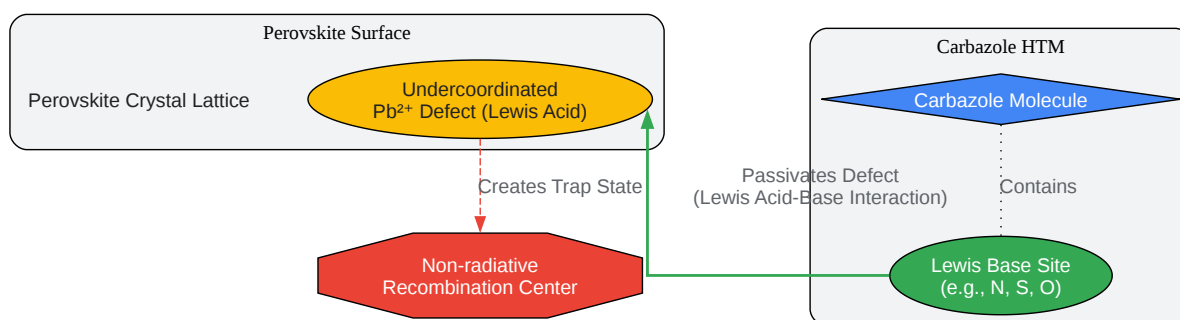 Perovskite Surface
Perovskite Crystal Lattice
Undercoordinated
Pb²⁺ Defect (Lewis Acid)
Creates Trap State
Non-radiative
Recombination Center
Passivates Defect
(Lewis Acid-Base Interaction)
Carbazole HTM
Carbazole Molecule
Contains
Lewis Base Site
(e.g., N, S, O)